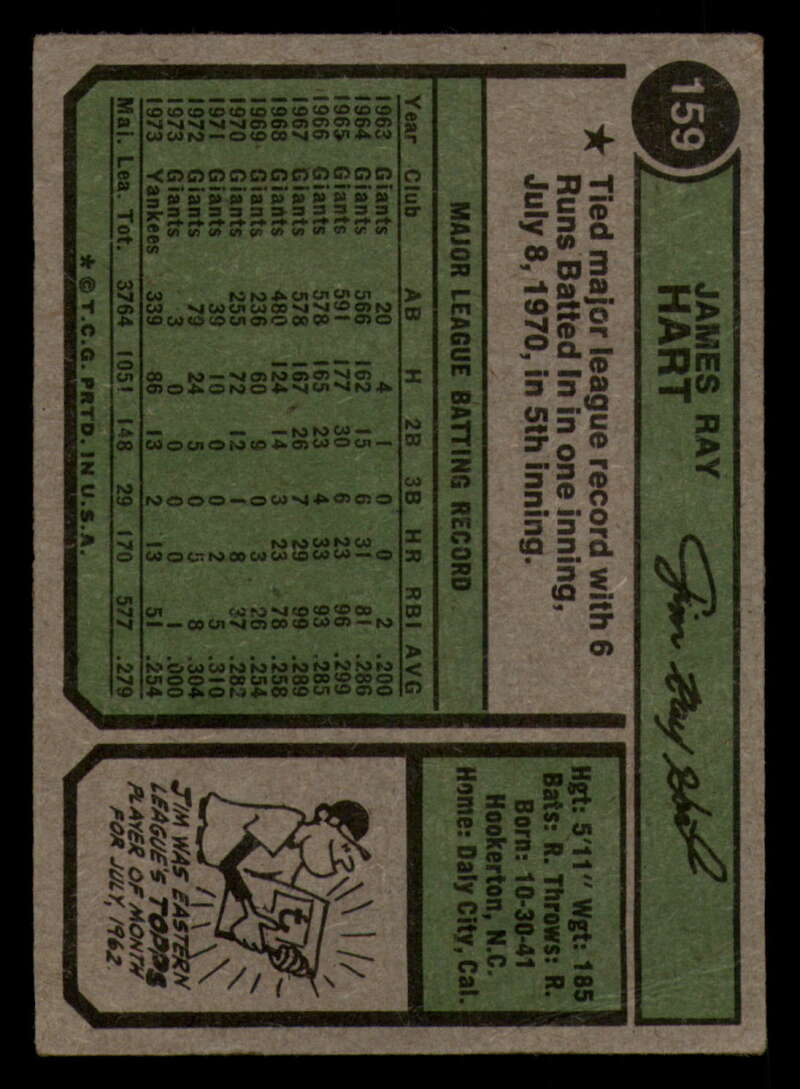 159
JAMES RAY
HART
Jim Ray Hart
★ Tied major league record with 6
Runs Batted In in one inning,
July 8, 1970, in 5th inning.
MAJOR LEAGUE BATTING RECORD
Year Club AB H 2B 3B HR RBI AVG
1963 Giants 20 4 1 0 0 2 .200
1964 Giants 566 162 15 6 31 81 .286
1965 Giants 591 177 30 6 23 96 .299
1966 Giants 578 165 23 4 33 93 .285
1967 Giants 578 167 26 7 29 99 .289
1968 Giants 480 124 14 3 23 78 .258
1969 Giants 236 60 9 0 3 26 .254
1970 Giants 255 72 12 1 8 37 .282
1971 Giants 39 10 0 0 2 5 .310
1972 Giants 79 24 5 0 5 8 .304
1973 Giants 3 0 0 0 0 1 .000
1973 Yankees 339 86 13 2 13 51 .254
Maj. Lea. Tot. 3764 1051 148 29 170 577 .279
* © T.C.G. PRTD. IN U.S.A.
Hgt: 5'11" Wgt: 185
Bats: R. Throws: R.
Born: 10-30-41
Hookerton, N.C.
Home: Daly City, Cal.
JIM WAS EASTERN
LEAGUE'S TOPPS
PLAYER OF MONTH
FOR JULY, 1962.